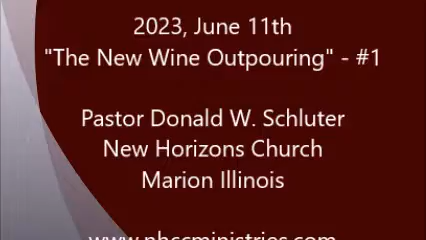 2023, June 11th
"The New Wine Outpouring" - #1
Pastor Donald W. Schluter
New Horizons Church
Marion Illinois
www.nhccministries.com